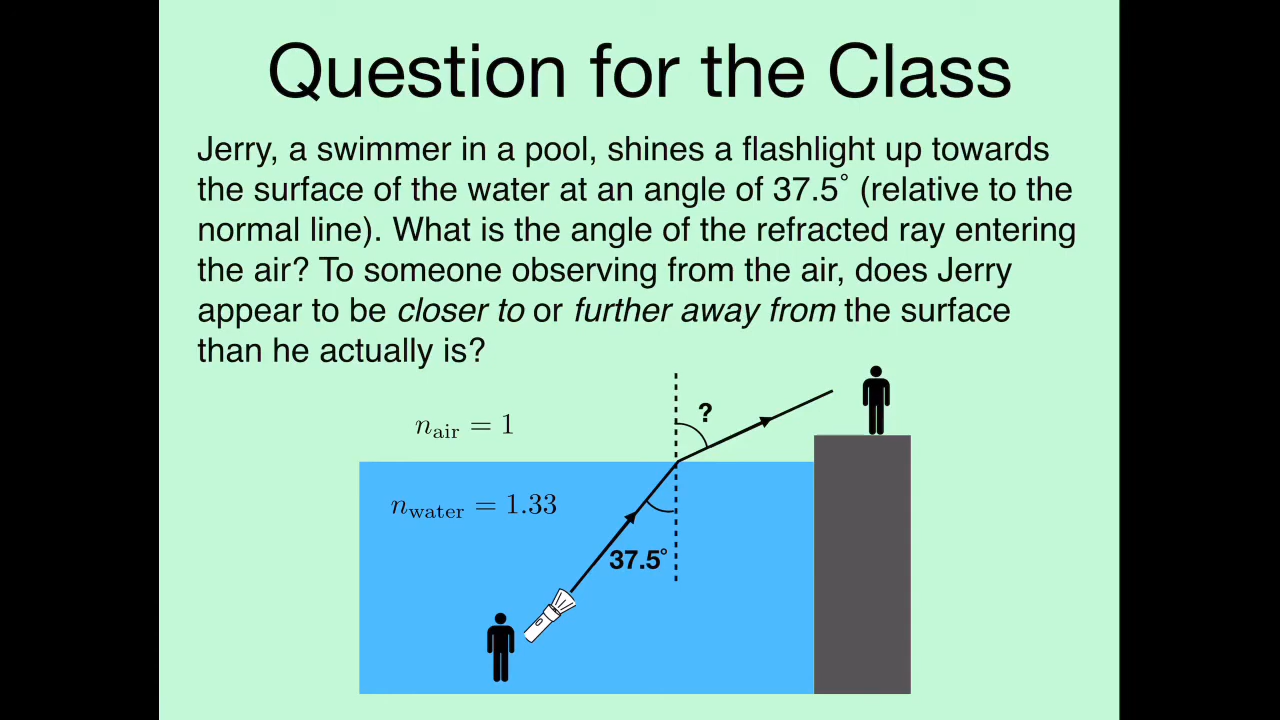 Question for the Class
Jerry, a swimmer in a pool, shines a flashlight up towards
the surface of the water at an angle of 37.5° (relative to the
normal line). What is the angle of the refracted ray entering
the air? To someone observing from the air, does Jerry
appear to be closer to or further away from the surface
than he actually is?
?
n_air = 1
n_water = 1.33
37.5°